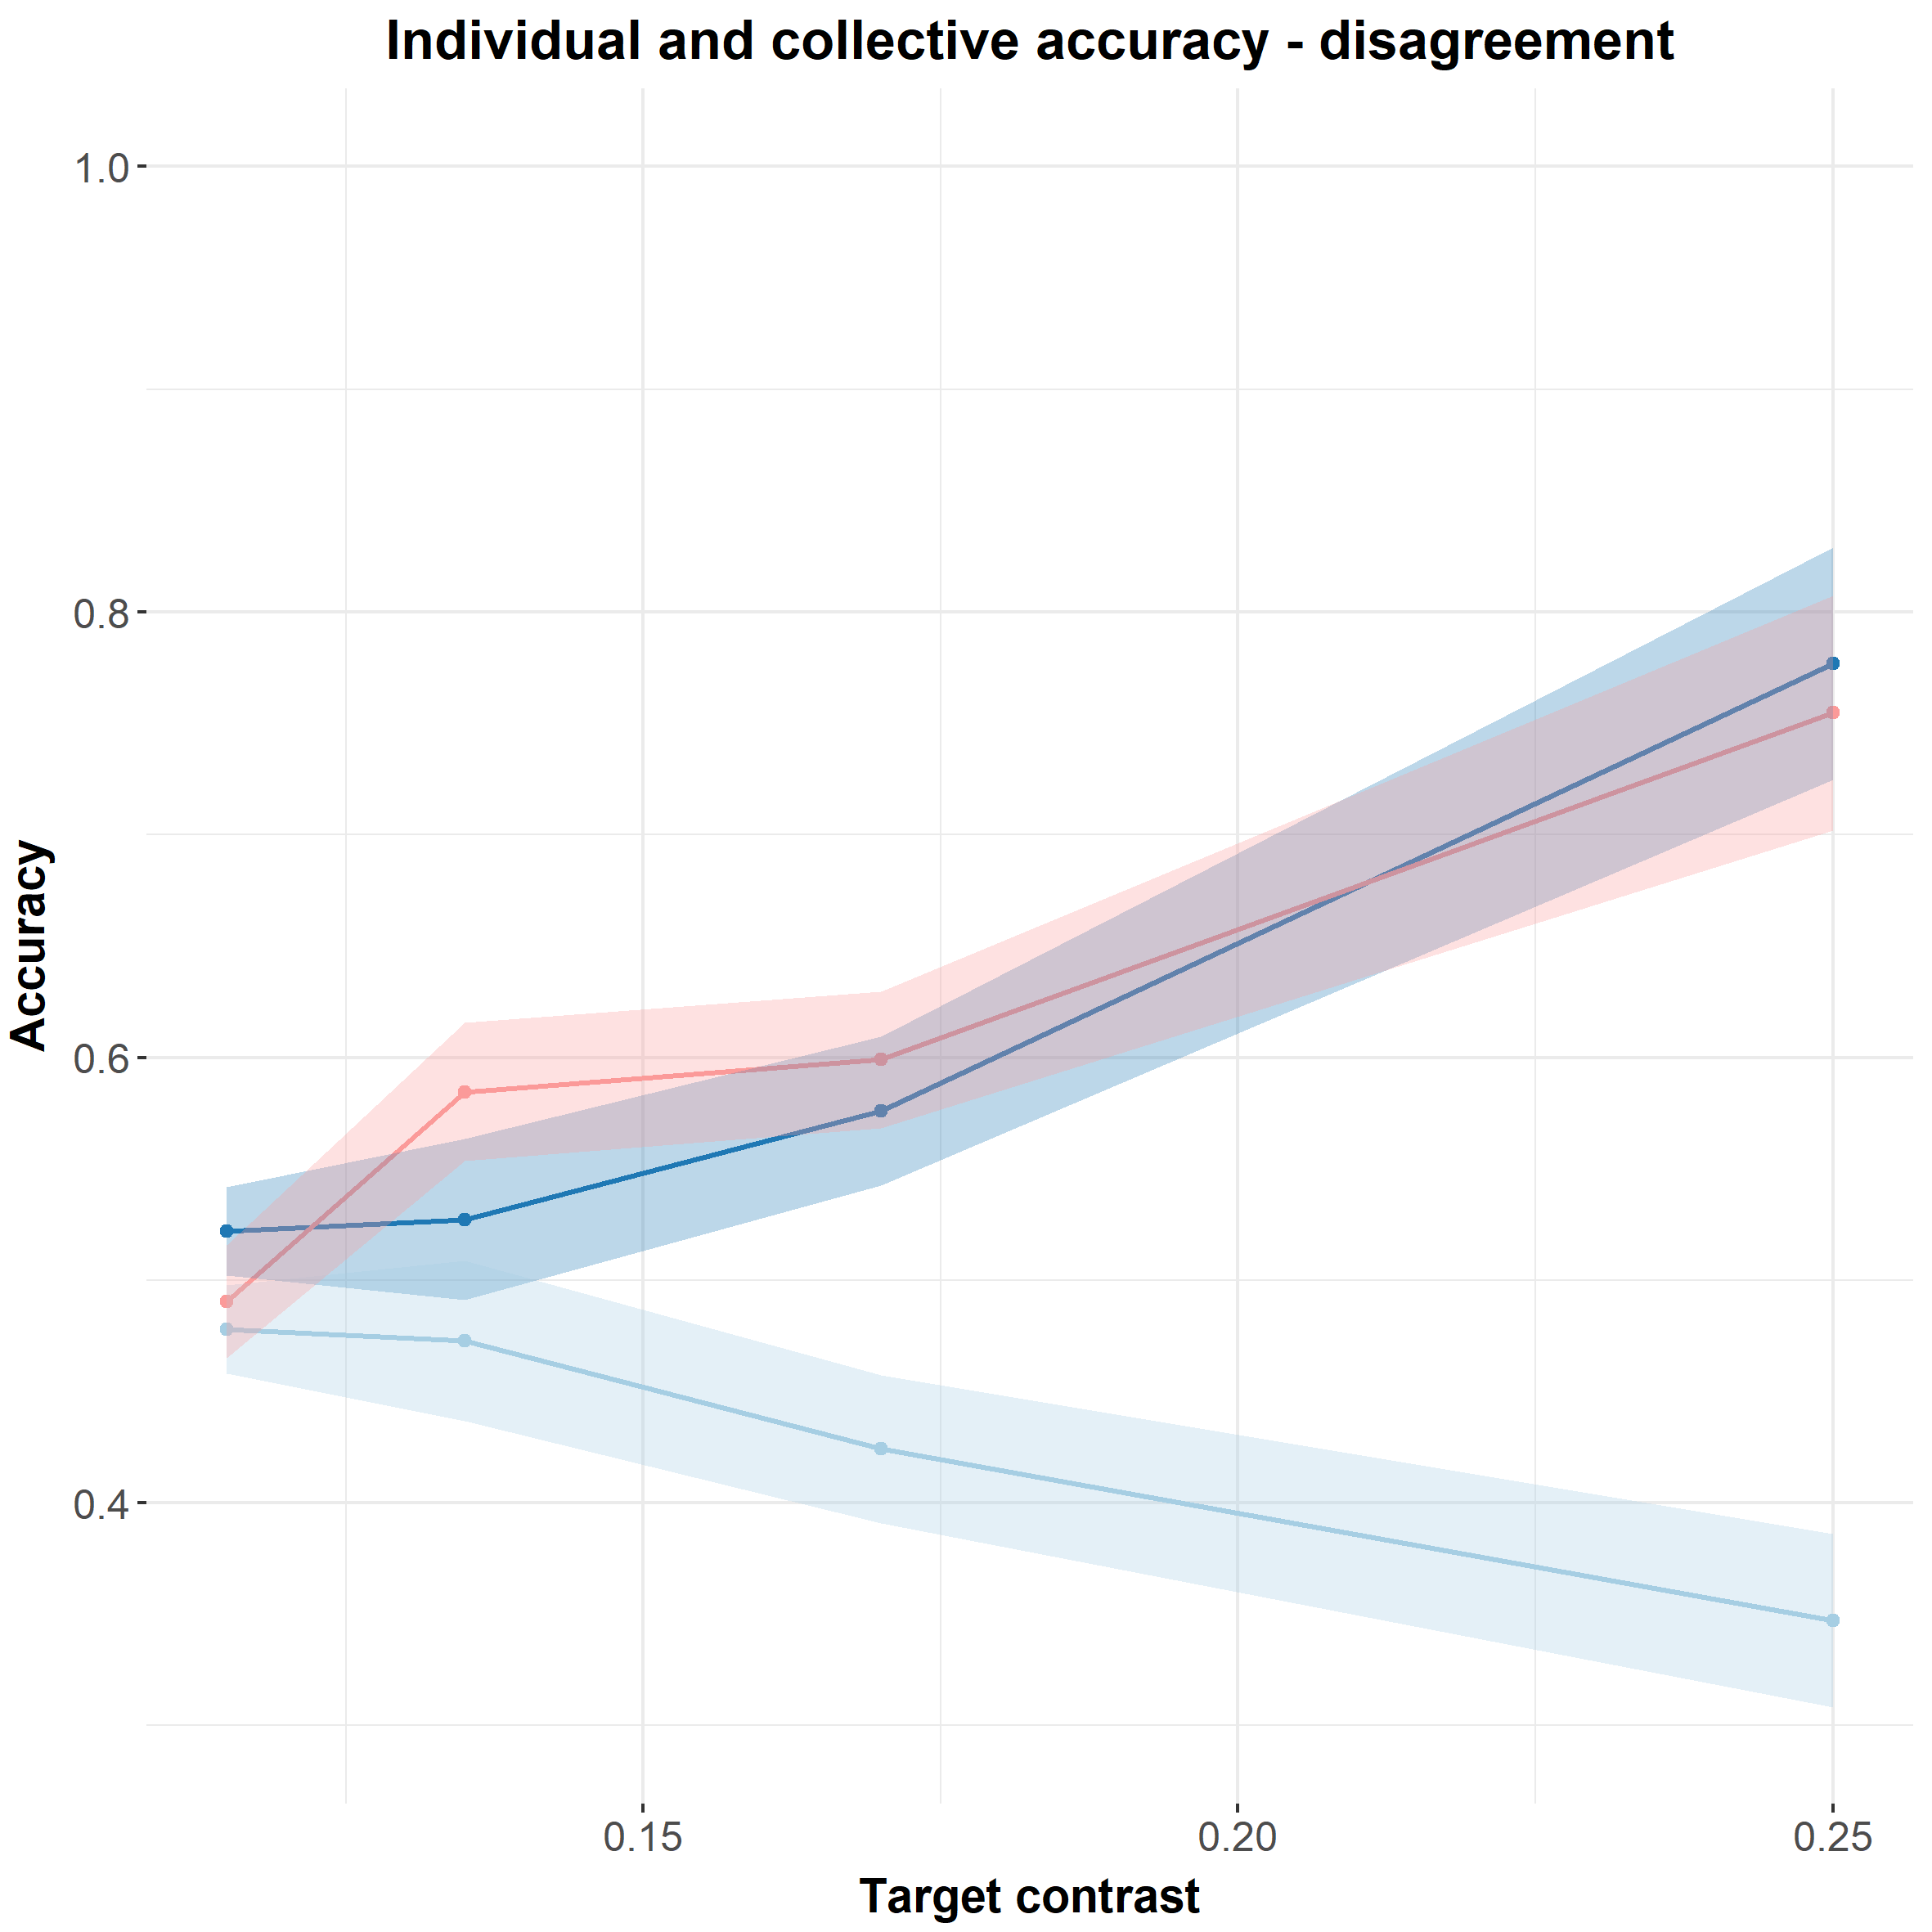 Individual and collective accuracy - disagreement
1.0
0.8
0.6
0.4
Accuracy
0.15 0.20 0.25
Target contrast